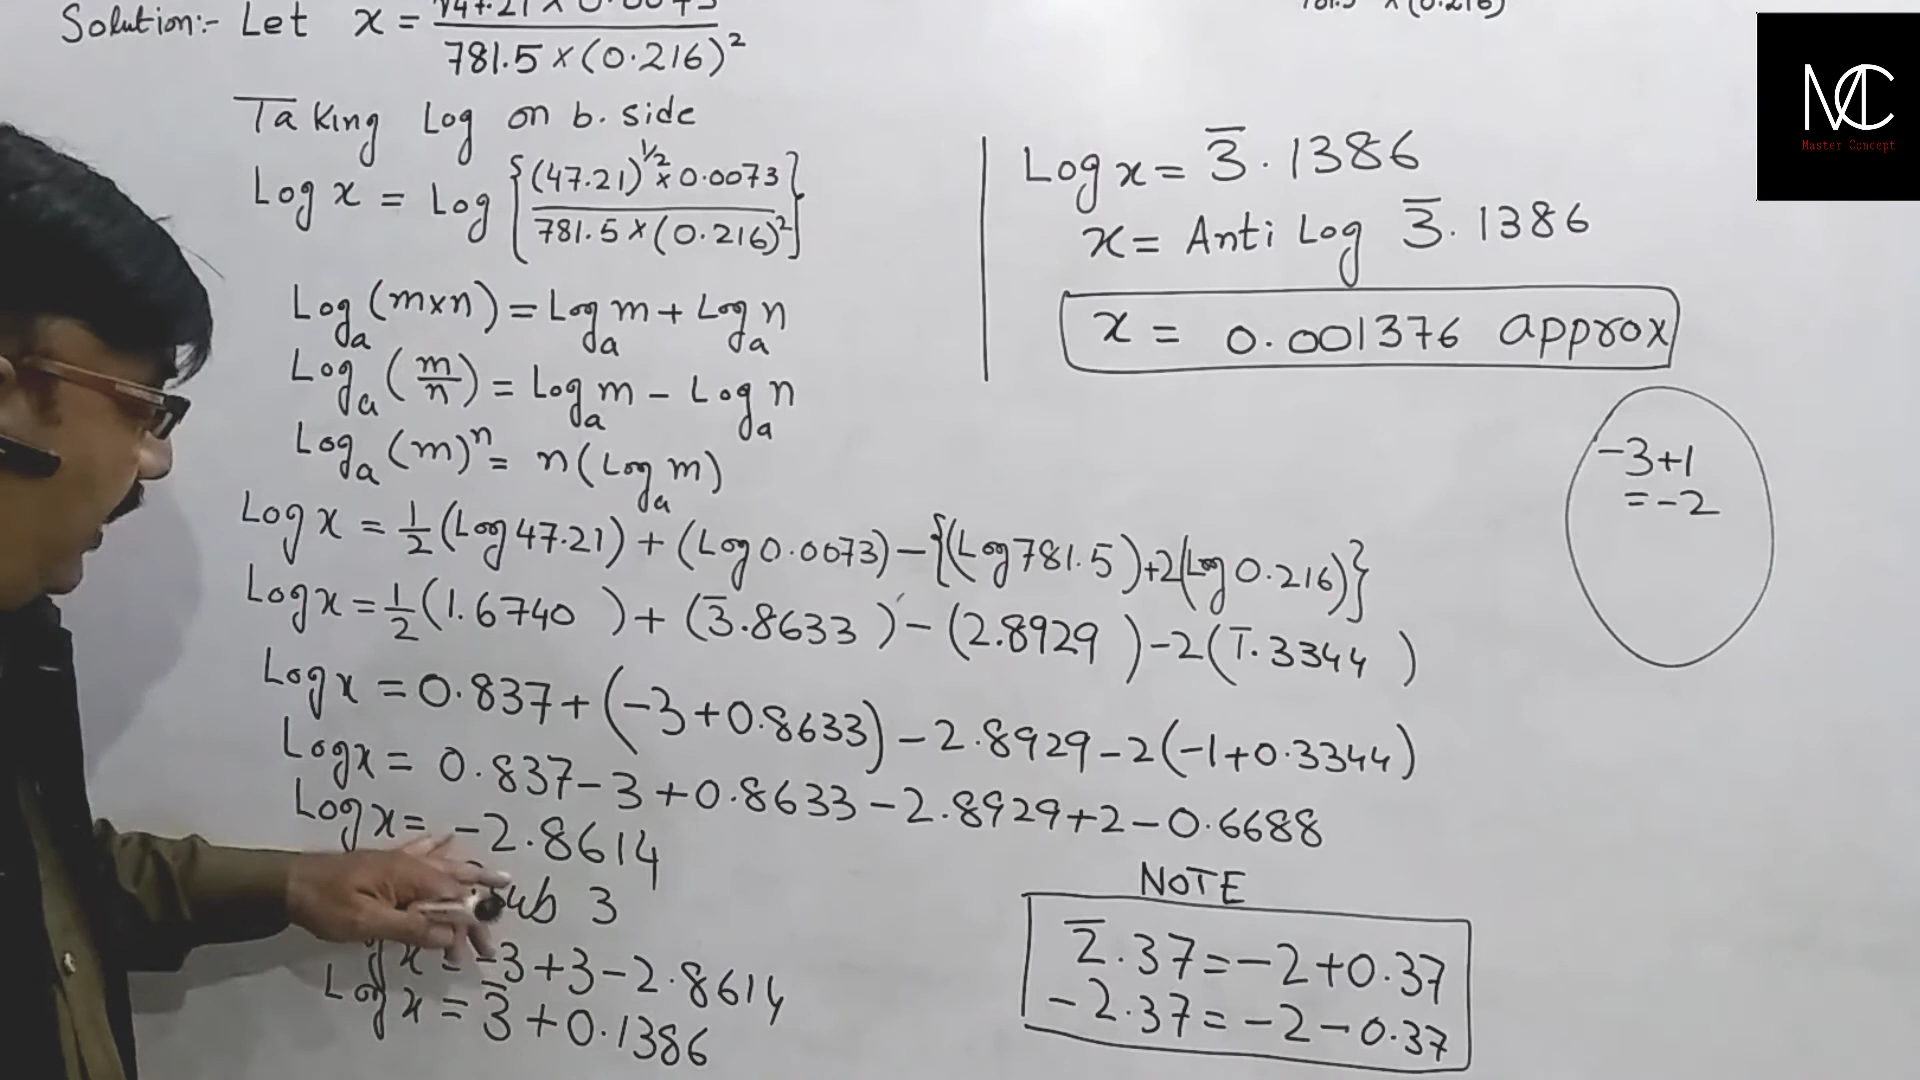 Solution:- Let x = √47.21 × 0.0073 / 781.5 × (0.216)²
781.5 × (0.216)
Taking Log on b. side
Log x = Log {(47.21)^1/2 × 0.0073 / 781.5 × (0.216)²}
Log_a (m×n) = Log_a m + Log_a n
Log_a (m/n) = Log_a m − Log_a n
Log_a (m)ⁿ = n(Log_a m)
Log x = 1/2 (Log 47.21) + (Log 0.0073) − {(Log 781.5) + 2(Log 0.216)}
Log x = 1/2 (1.6740 ) + (3̅.8633 ) − (2.8929 ) − 2(1̅.3344 )
Log x = 0.837 + (−3+0.8633) − 2.8929 − 2(−1+0.3344)
Log x = 0.837 − 3 + 0.8633 − 2.8929 + 2 − 0.6688
Log x = −2.8614
Sub 3
x = −3+3−2.8614
Log x = 3̅ + 0.1386
Log x = 3̅.1386
x = Anti Log 3̅.1386
x = 0.001376 approx
−3+1
= −2
NOTE
2̅.37 = −2+0.37
−2.37 = −2−0.37
MC
Master Concept